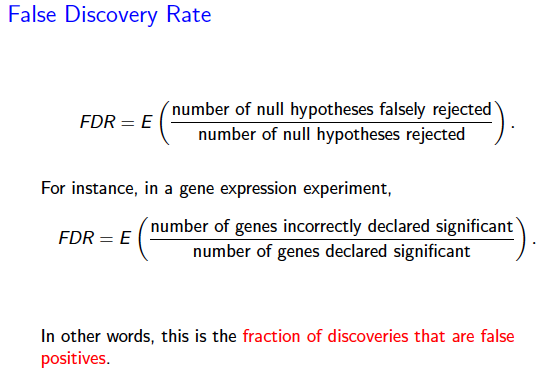 False Discovery Rate
FDR = E ( number of null hypotheses falsely rejected / number of null hypotheses rejected ) .
For instance, in a gene expression experiment,
FDR = E ( number of genes incorrectly declared significant / number of genes declared significant ) .
In other words, this is the fraction of discoveries that are false
positives.